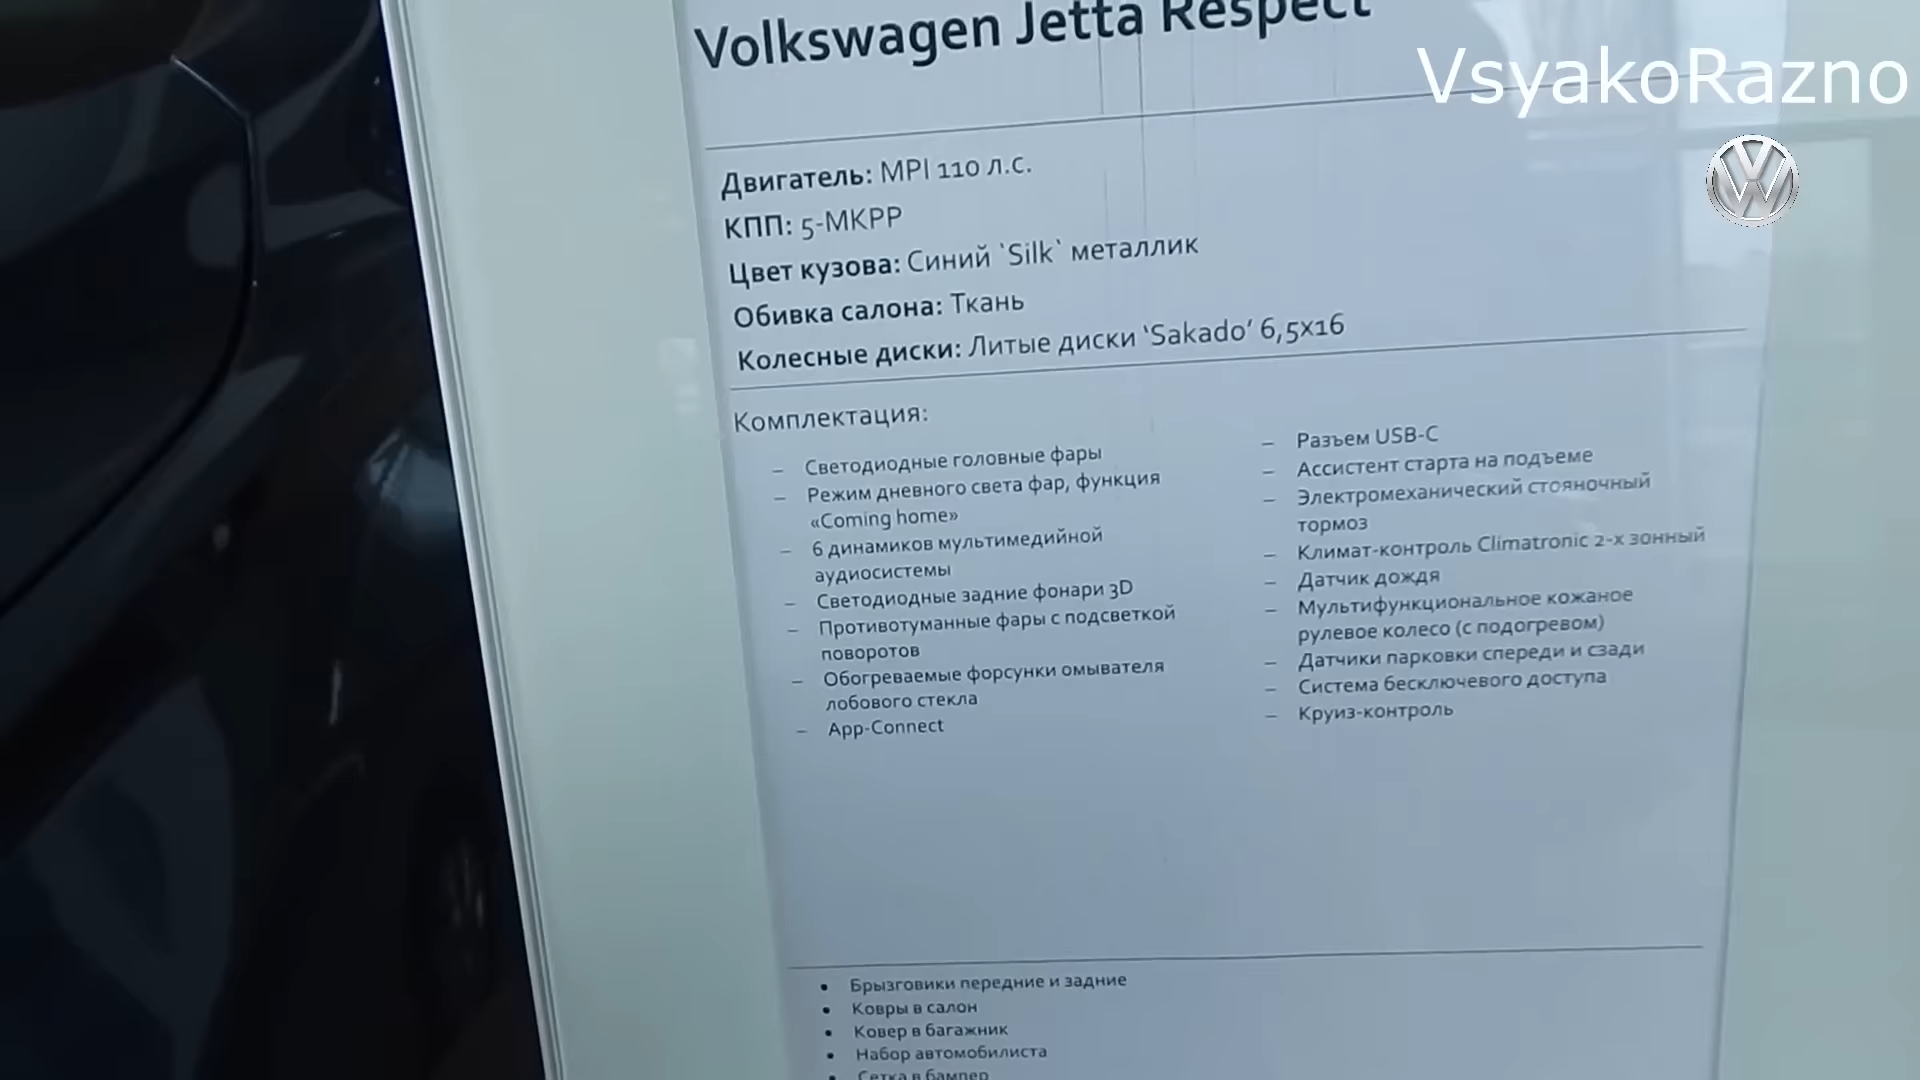 Volkswagen Jetta Respect
VsyakoRazno
Двигатель: MPI 110 л.с.
КПП: 5-МКРР
Цвет кузова: Синий `Silk` металлик
Обивка салона: Ткань
Колесные диски: Литые диски ‘Sakado’ 6,5x16
Комплектация:
– Светодиодные головные фары
– Режим дневного света фар, функция
«Coming home»
– 6 динамиков мультимедийной
аудиосистемы
– Светодиодные задние фонари 3D
– Противотуманные фары с подсветкой
поворотов
– Обогреваемые форсунки омывателя
лобового стекла
– App-Connect
– Разъем USB-C
– Ассистент старта на подъеме
– Электромеханический стояночный
тормоз
– Климат-контроль Climatronic 2-х зонный
– Датчик дождя
– Мультифункциональное кожаное
рулевое колесо (с подогревом)
– Датчики парковки спереди и сзади
– Система бесключевого доступа
– Круиз-контроль
• Брызговики передние и задние
• Ковры в салон
• Ковер в багажник
• Набор автомобилиста
• Сетка в бампер